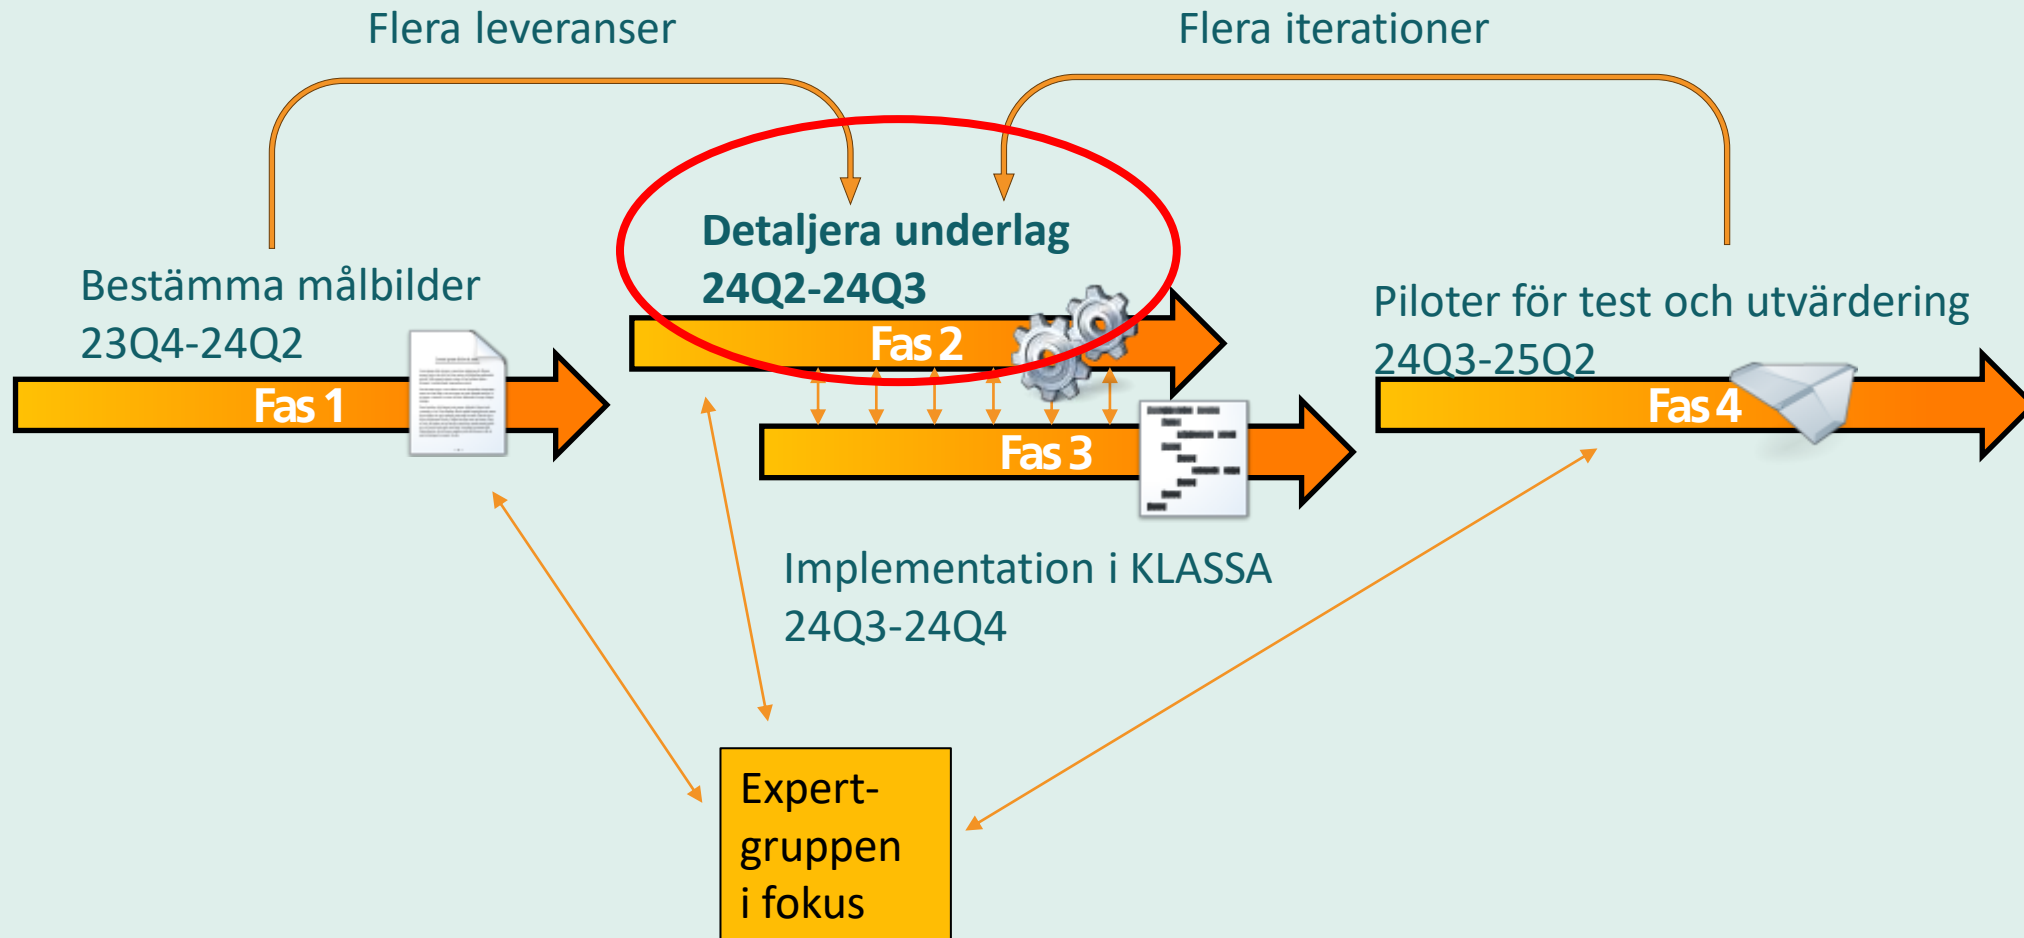 Flera leveranser
Flera iterationer
Detaljera underlag
24Q2-24Q3
Bestämma målbilder
23Q4-24Q2
Piloter för test och utvärdering
24Q3-25Q2
Fas 1
Fas 2
Fas 3
Fas 4
Implementation i KLASSA
24Q3-24Q4
Expert-
gruppen
i fokus